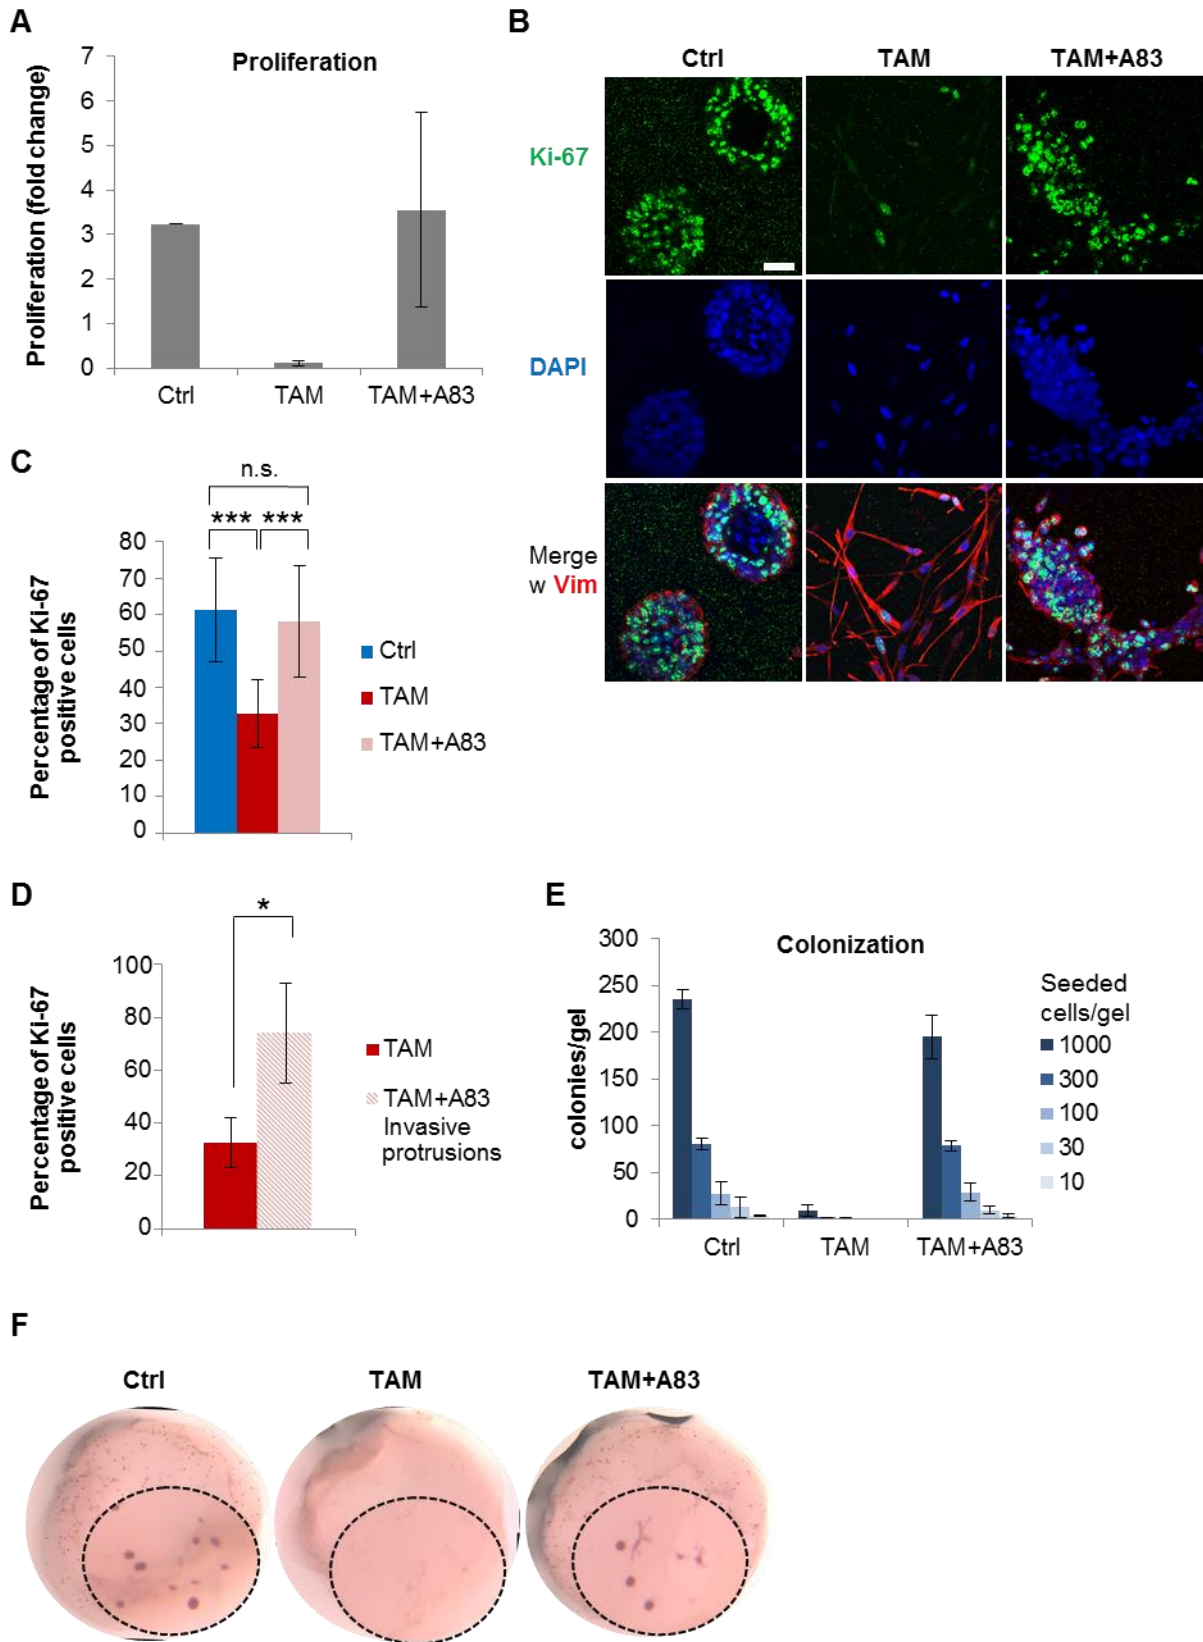 A
Proliferation
Proliferation (fold change)
7
6
5
4
3
2
1
0
Ctrl TAM TAM+A83
B
Ctrl TAM TAM+A83
Ki-67
DAPI
Merge
w Vim
C
n.s.
*** ***
Percentage of Ki-67
positive cells
80
70
60
50
40
30
20
10
0
Ctrl
TAM
TAM+A83
D
*
Percentage of Ki-67
positive cells
100
80
60
40
20
0
TAM
TAM+A83
Invasive
protrusions
E
Colonization
colonies/gel
300
250
200
150
100
50
0
Ctrl TAM TAM+A83
Seeded
cells/gel
1000
300
100
30
10
F
Ctrl TAM TAM+A83